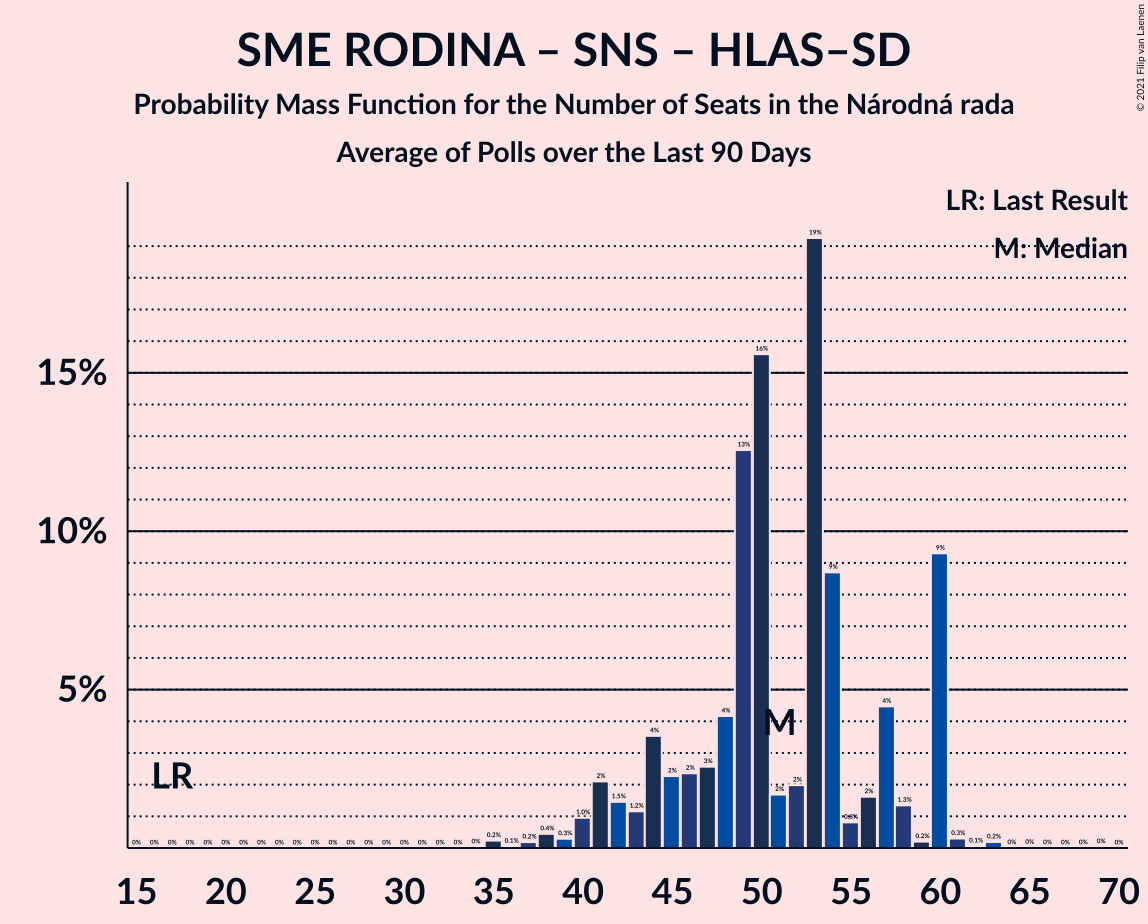 SME RODINA – SNS – HLAS–SD
Probability Mass Function for the Number of Seats in the Národná rada
Average of Polls over the Last 90 Days
© 2021 Filip van Laenen
LR: Last Result
M: Median
15%
10%
5%
LR
M
0% 0% 0% 0% 0% 0% 0% 0% 0% 0% 0% 0% 0% 0% 0% 0% 0% 0% 0% 0% 0.2% 0.1% 0.2% 0.4% 0.3% 1.0% 2% 1.5% 1.2% 4% 2% 2% 3% 4% 13% 16% 2% 2% 19% 9% 0.8% 2% 4% 1.3% 0.2% 9% 0.3% 0.1% 0.2% 0% 0% 0% 0% 0% 0% 0%
15 20 25 30 35 40 45 50 55 60 65 70